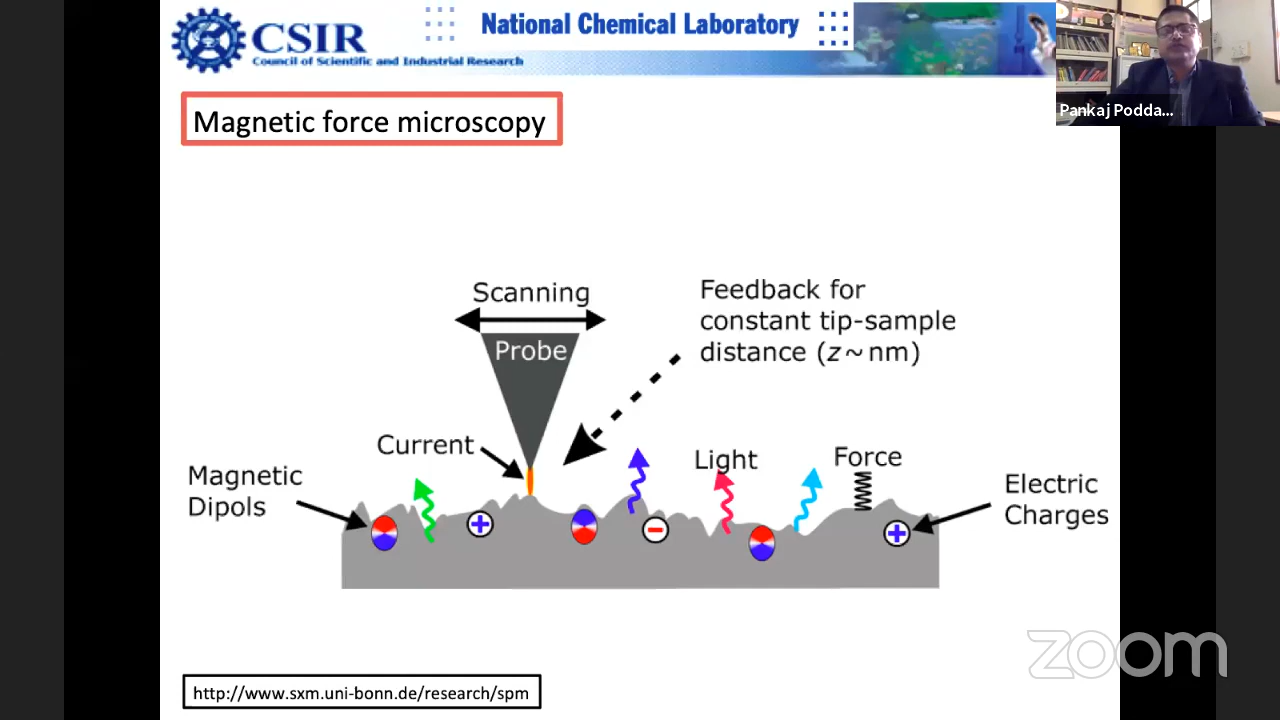 CSIR
Council of Scientific and Industrial Research
National Chemical Laboratory
Pankaj Podda...
Magnetic force microscopy
Scanning
Probe
Feedback for
constant tip-sample
distance (z~nm)
Current
Magnetic
Dipols
Light
Force
Electric
Charges
+
−
+
http://www.sxm.uni-bonn.de/research/spm
zoom